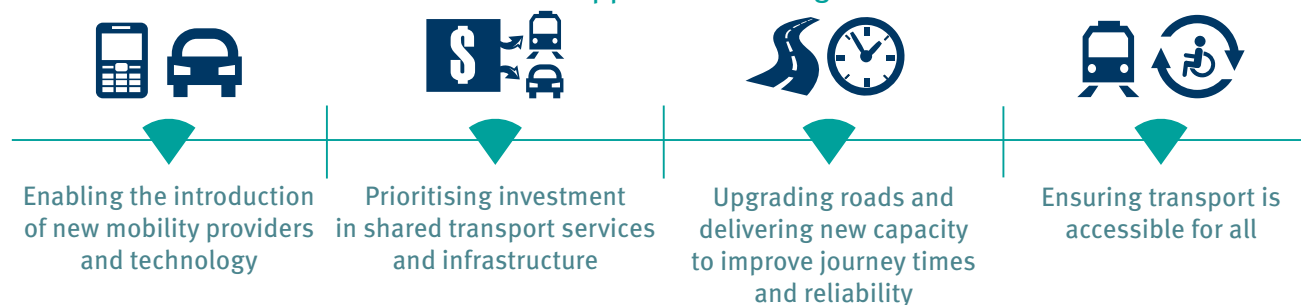 $
Enabling the introduction
of new mobility providers
and technology
Prioritising investment
in shared transport services
and infrastructure
Upgrading roads and
delivering new capacity
to improve journey times
and reliability
Ensuring transport is
accessible for all